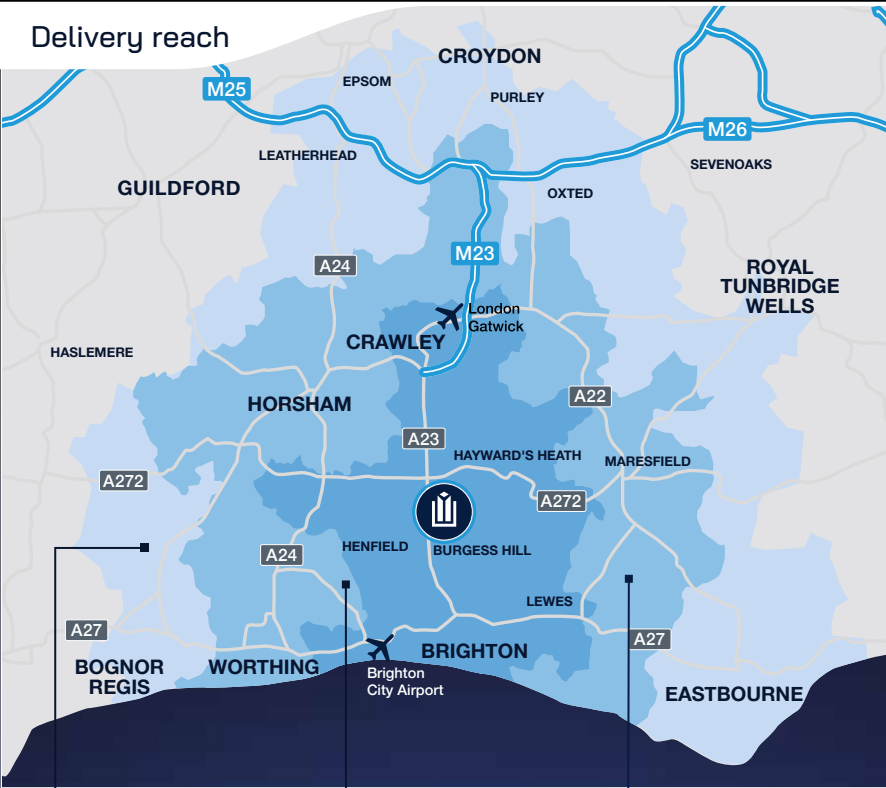 Delivery reach
CROYDON
EPSOM
M25
PURLEY
M26
LEATHERHEAD
SEVENOAKS
GUILDFORD
OXTED
M23
A24
ROYAL
TUNBRIDGE
WELLS
London
Gatwick
CRAWLEY
HASLEMERE
A22
HORSHAM
A23
HAYWARD'S HEATH
MARESFIELD
A272
A272
HENFIELD
BURGESS HILL
A24
LEWES
A27
A27
BRIGHTON
BOGNOR
REGIS
WORTHING
Brighton
City Airport
EASTBOURNE